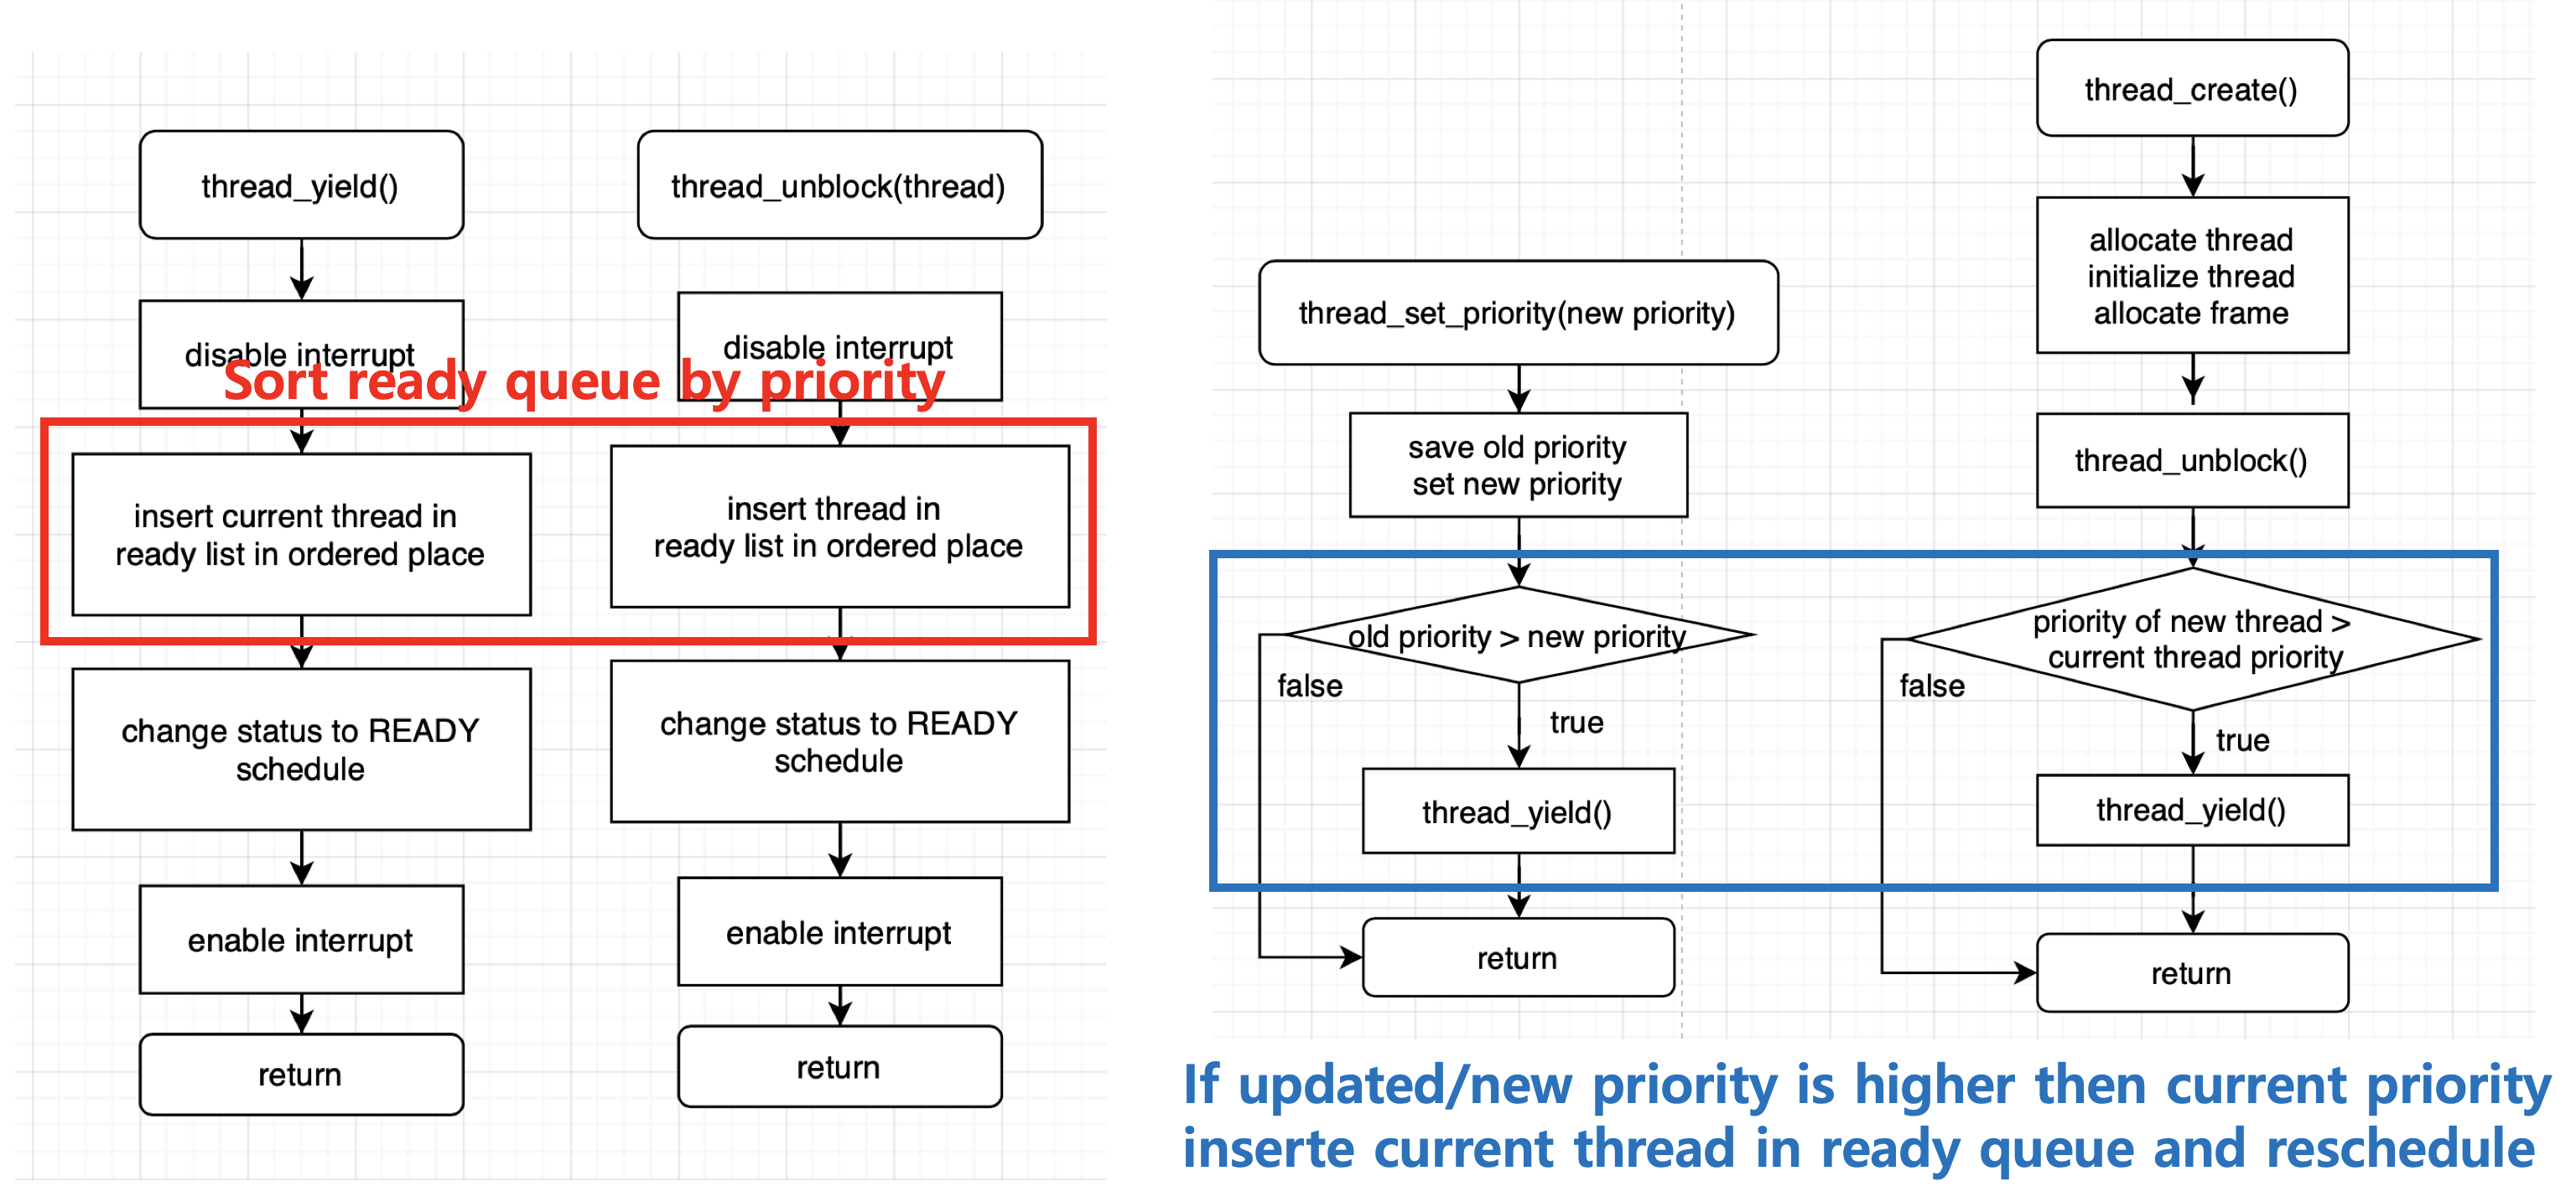 thread_yield()
disable interrupt
Sort ready queue by priority
insert current thread in
ready list in ordered place
change status to READY
schedule
enable interrupt
return
thread_unblock(thread)
disable interrupt
insert thread in
ready list in ordered place
change status to READY
schedule
enable interrupt
return
thread_set_priority(new priority)
save old priority
set new priority
old priority > new priority
false
true
thread_yield()
return
thread_create()
allocate thread
initialize thread
allocate frame
thread_unblock()
priority of new thread >
current thread priority
false
true
thread_yield()
return
If updated/new priority is higher then current priority
inserte current thread in ready queue and reschedule